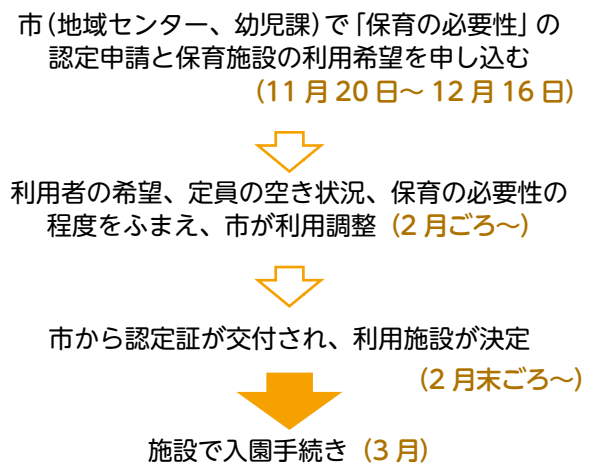 市(地域センター、幼児課)で「保育の必要性」の
認定申請と保育施設の利用希望を申し込む
(11月20日～12月16日)
利用者の希望、定員の空き状況、保育の必要性の
程度をふまえ、市が利用調整 (2月ごろ～)
市から認定証が交付され、利用施設が決定
(2月末ごろ～)
施設で入園手続き (3月)